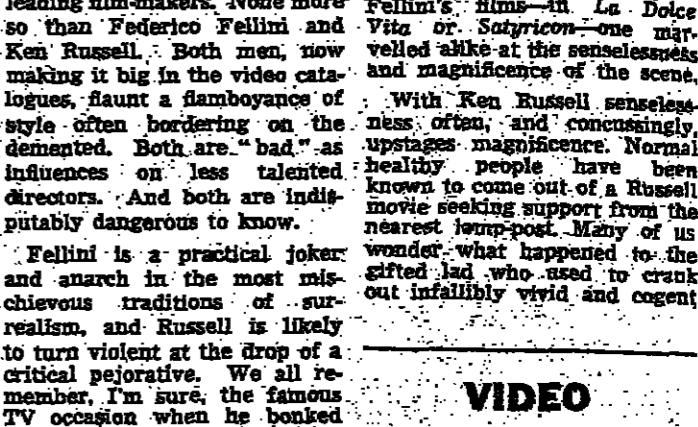 leading film-makers. None more
so than Federico Fellini and
Ken Russell. Both men, now
making it big in the video cata-
logues, flaunt a flamboyance of
style often bordering on the
demented. Both are "bad" as
influences on less talented
directors. And both are indis-
putably dangerous to know.
Fellini is a practical joker
and anarch in the most mis-
chievous traditions of sur-
realism, and Russell is likely
to turn violent at the drop of a
critical pejorative. We all re-
member, I'm sure, the famous
TV occasion when he bonked
Fellini's films—in La Dolce
Vita or Satyricon—one mar-
velled alike at the senselessness
and magnificence of the scene.
With Ken Russell senseless-
ness often, and concussingly,
upstages magnificence. Normal
healthy people have been
known to come out of a Russell
movie seeking support from the
nearest lamp-post. Many of us
wonder what happened to the
gifted lad who used to crank
out infallibly vivid and cogent
VIDEO